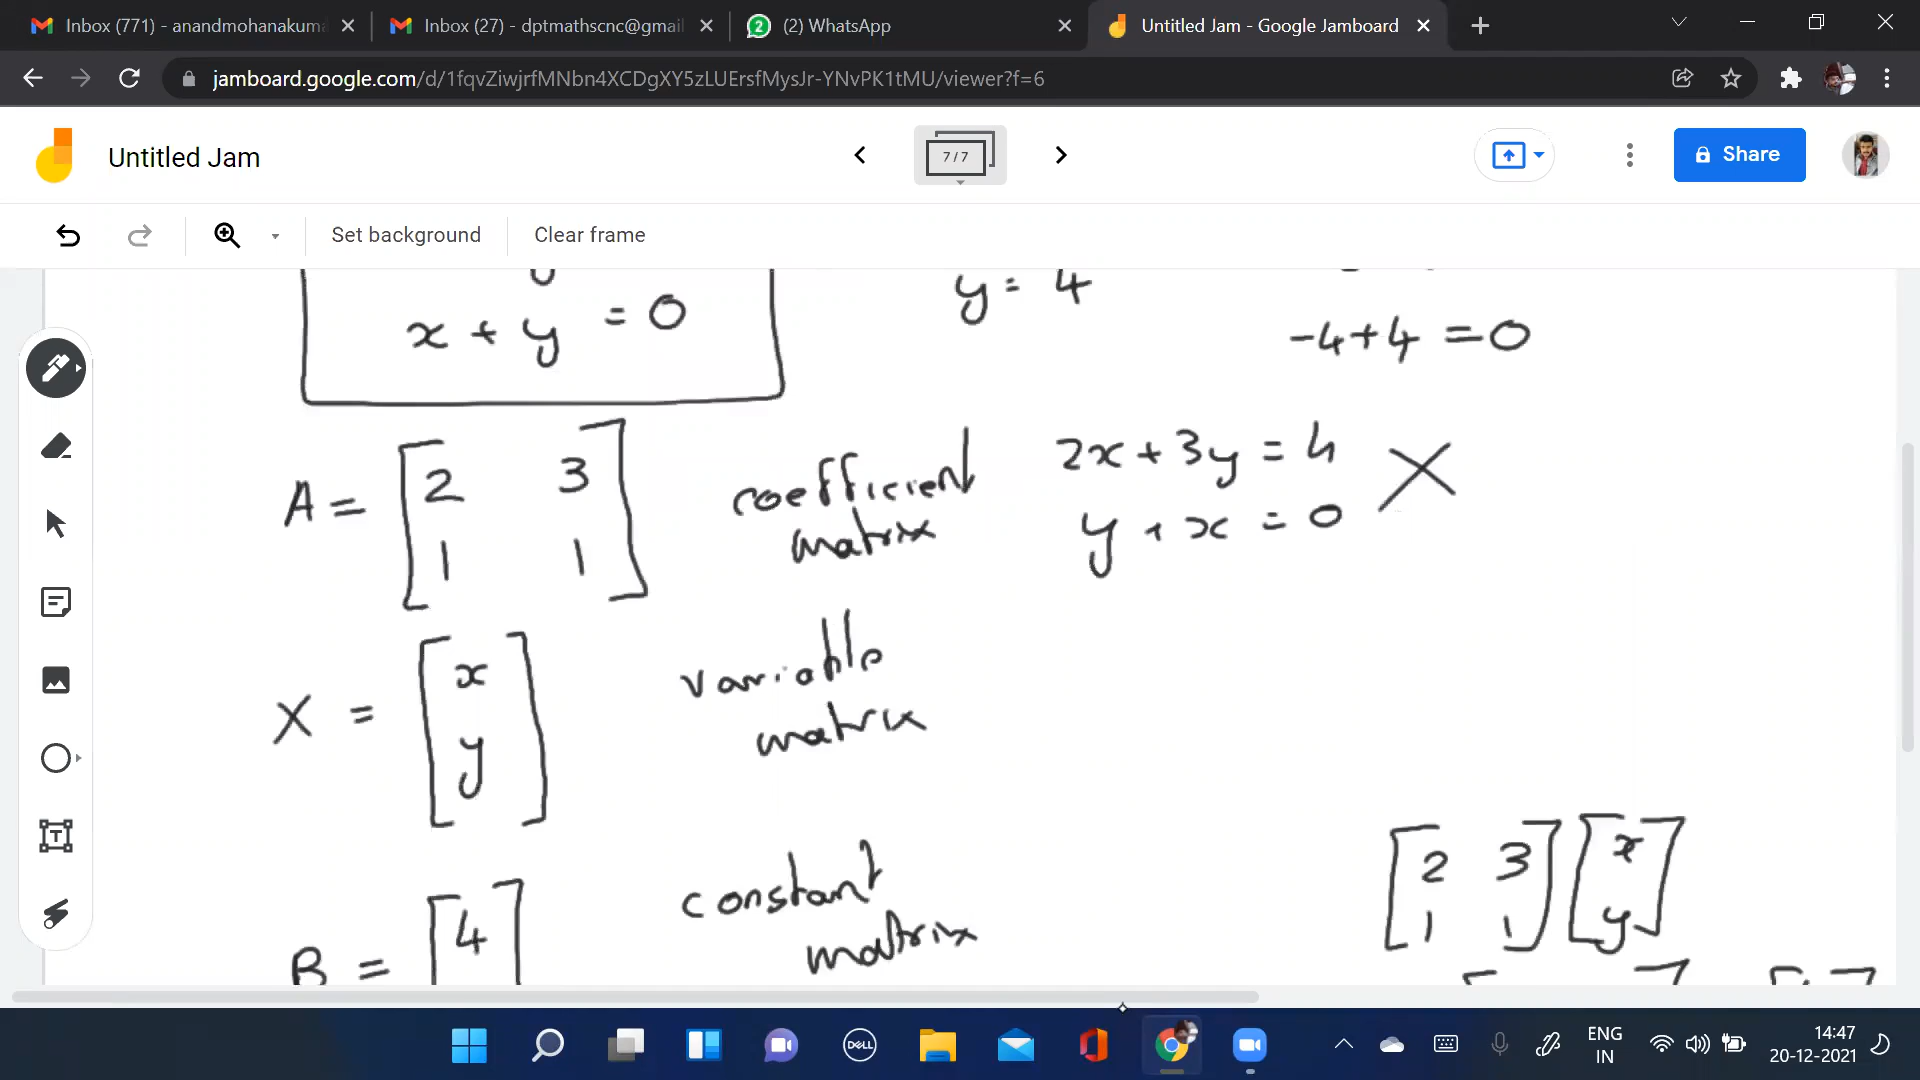 Inbox (771) - anandmohanakuma
Inbox (27) - dptmathscnc@gmail
2 (2) WhatsApp
Untitled Jam - Google Jamboard
jamboard.google.com/d/1fqvZiwjrfMNbn4XCDgXY5zLUErsfMysJr-YNvPK1tMU/viewer?f=6
Untitled Jam
7 / 7
Share
Set background
Clear frame
x + y = 0
y = 4
-4+4 = 0
A = [2 3
1 1]
coefficient
matrix
2x + 3y = 4
y + x = 0
X = [x
y]
variable
matrix
B = [4
constant
matrix
[2 3
1 1] [x
y]
DELL
ENG
IN
14:47
20-12-2021